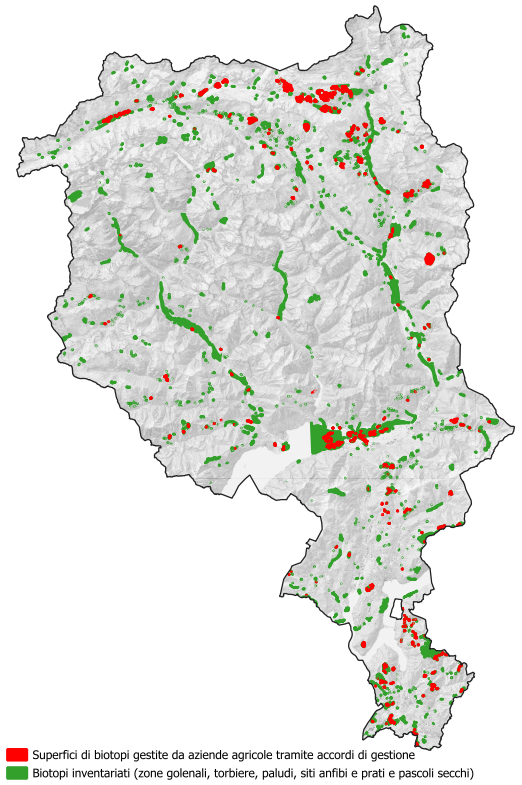 Superfici di biotopi gestite da aziende agricole tramite accordi di gestione
Biotopi inventariati (zone golenali, torbiere, paludi, siti anfibi e prati e pascoli secchi)